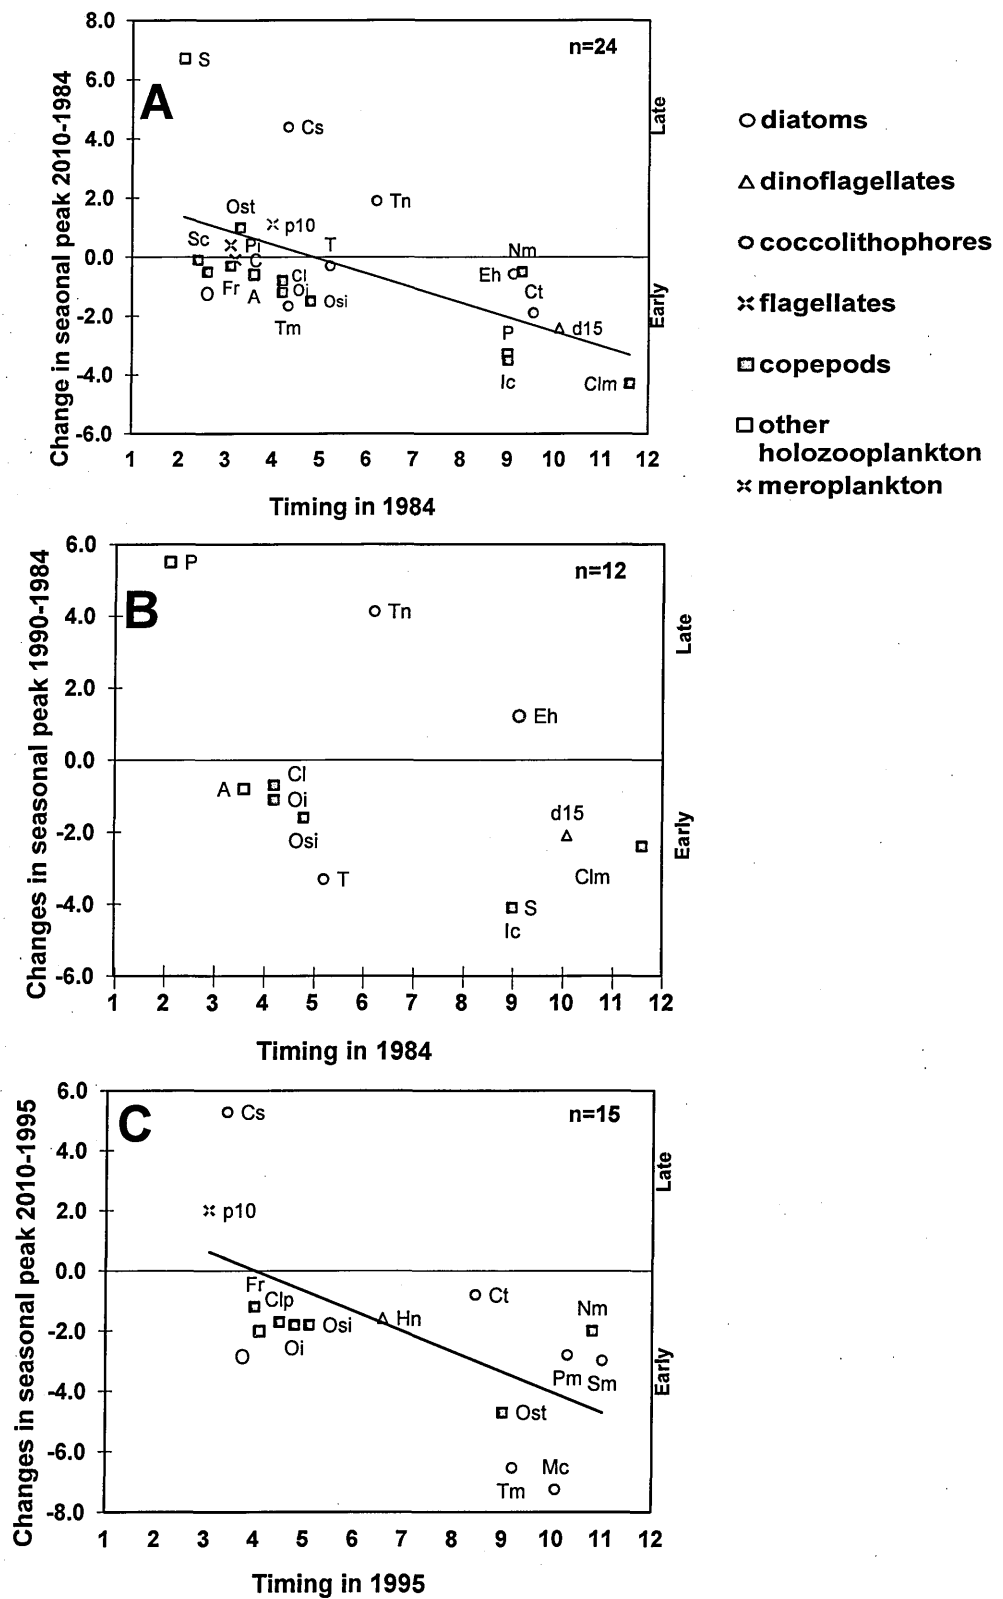 8.0
n=24
6.0
S
A
Cs
4.0
Late
2.0
Tn
Ost
p10
Sc
Pi
T
0.0
C
Nm
Eh
Cl
O
Fr
A
Oi
Osi
Ct
-2.0
Tm
d15
Early
P
-4.0
Ic
Clm
-6.0
Change in seaonal peak 2010-1984
1 2 3 4 5 6 7 8 9 10 11 12
Timing in 1984
diatoms
dinoflagellates
coccolithophores
flagellates
copepods
other
holozooplankton
meroplankton
6.0
P
n=12
B
4.0
Tn
Late
2.0
Eh
0.0
Cl
A
Oi
d15
-2.0
Osi
Early
T
Clm
-4.0
S
Ic
-6.0
Changes in seasonal peak 1990-1984
1 2 3 4 5 6 7 8 9 10 11 12
Timing in 1984
6.0
C
Cs
n=15
4.0
Late
2.0
p10
0.0
Fr
Clp
Ct
Nm
Hn
Osi
-2.0
O
Oi
Pm
Sm
Early
-4.0
Ost
-6.0
Mc
Tm
-8.0
Changes in seasonal peak 2010-1995
1 2 3 4 5 6 7 8 9 10 11 12
Timing in 1995